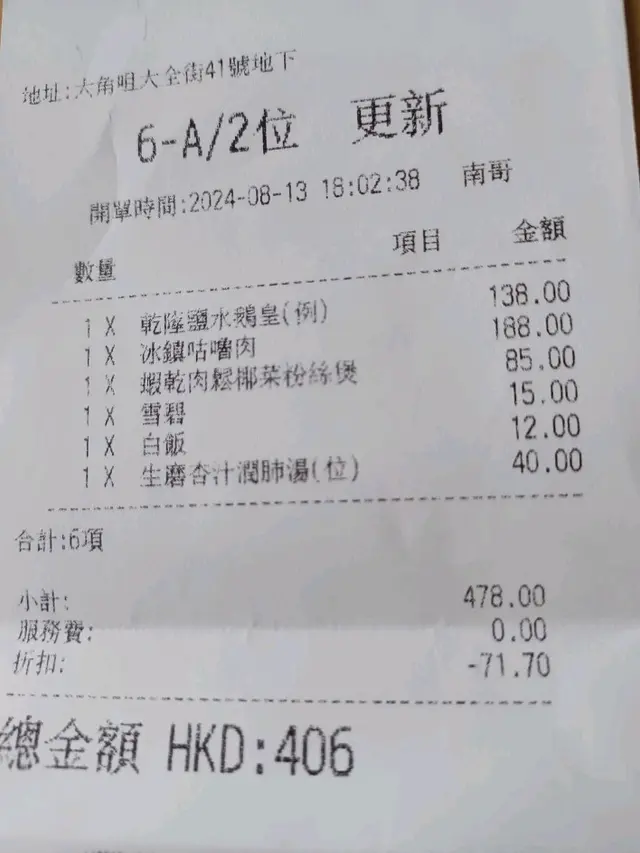 地址:大角咀大全街41號地下
6-A/2位 更新
開單時間:2024-08-13 18:02:38 南哥
數量 項目 金額
1 X 乾隆鹽水鵝皇(例) 138.00
1 X 冰鎮咕嚕肉 188.00
1 X 蝦乾肉鬆椰菜粉絲煲 85.00
1 X 雪碧 15.00
1 X 白飯 12.00
1 X 生磨杏汁潤肺湯(位) 40.00
合計:6項
小計: 478.00
服務費: 0.00
折扣: -71.70
總金額 HKD:406